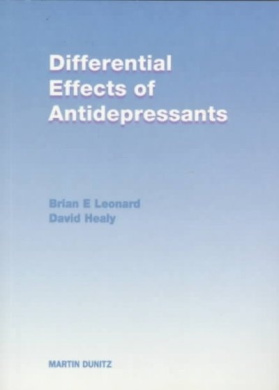 Differential
Effects of
Antidepressants
Brian E Leonard
David Healy
MARTIN DUNITZ